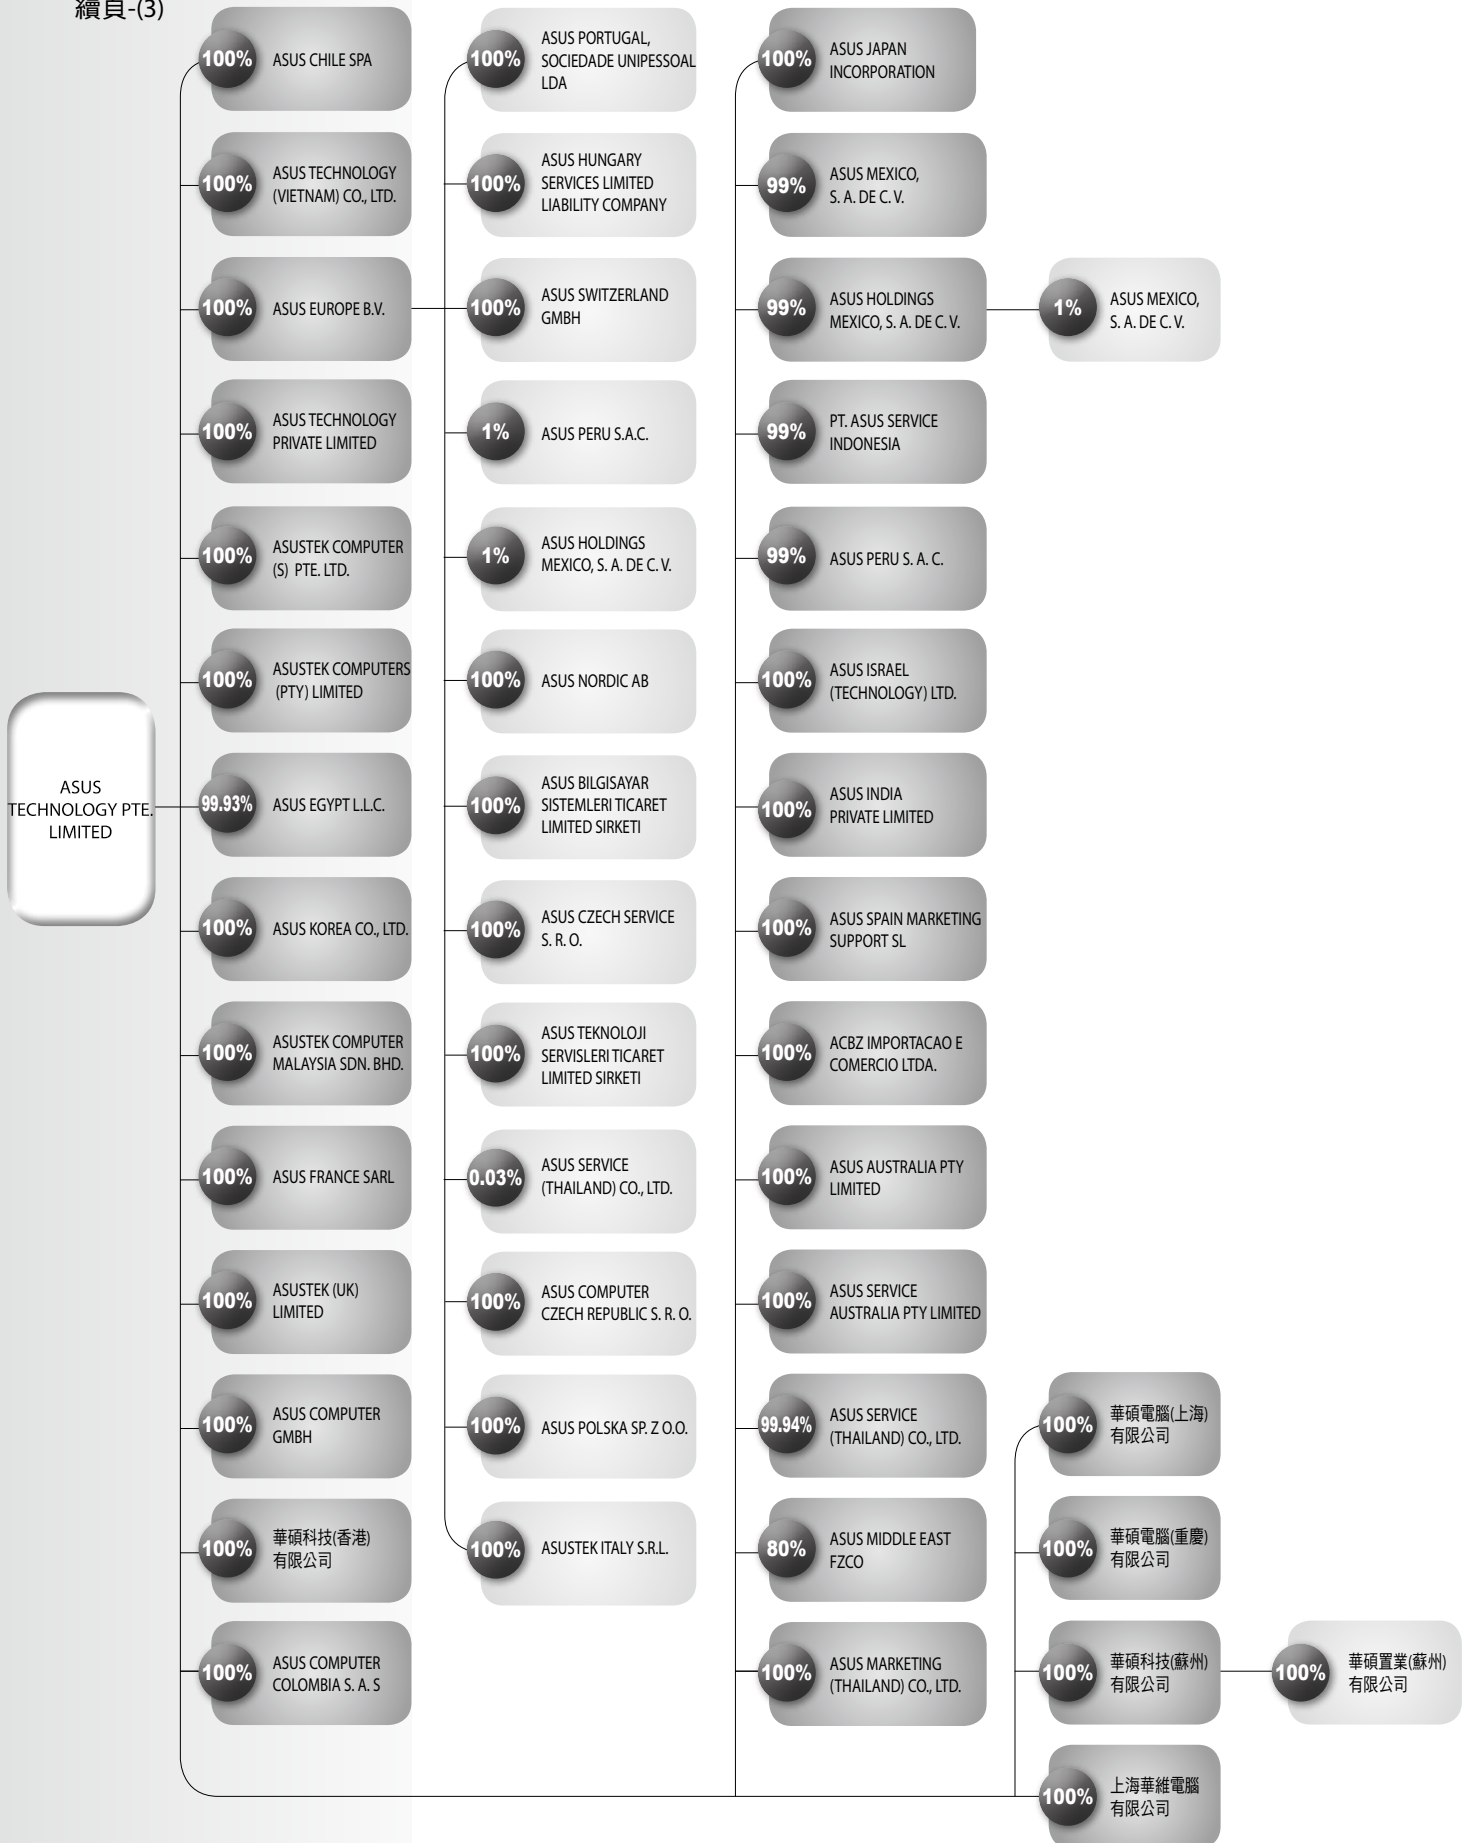 續頁-(3)
100%
ASUS CHILE SPA
100%
ASUS TECHNOLOGY
(VIETNAM) CO., LTD.
100%
ASUS EUROPE B.V.
100%
ASUS TECHNOLOGY
PRIVATE LIMITED
100%
ASUSTEK COMPUTER
(S) PTE. LTD.
100%
ASUSTEK COMPUTERS
(PTY) LIMITED
ASUS
TECHNOLOGY PTE.
LIMITED
99.93%
ASUS EGYPT L.L.C.
100%
ASUS KOREA CO., LTD.
100%
ASUSTEK COMPUTER
MALAYSIA SDN. BHD.
100%
ASUS FRANCE SARL
100%
ASUSTEK (UK)
LIMITED
100%
ASUS COMPUTER
GMBH
100%
華碩科技(香港)
有限公司
100%
ASUS COMPUTER
COLOMBIA S. A. S
100%
ASUS PORTUGAL,
SOCIEDADE UNIPESSOAL
LDA
100%
ASUS HUNGARY
SERVICES LIMITED
LIABILITY COMPANY
100%
ASUS SWITZERLAND
GMBH
1%
ASUS PERU S.A.C.
1%
ASUS HOLDINGS
MEXICO, S. A. DE C. V.
100%
ASUS NORDIC AB
100%
ASUS BILGISAYAR
SISTEMLERI TICARET
LIMITED SIRKETI
100%
ASUS CZECH SERVICE
S. R. O.
100%
ASUS TEKNOLOJI
SERVISLERI TICARET
LIMITED SIRKETI
0.03%
ASUS SERVICE
(THAILAND) CO., LTD.
100%
ASUS COMPUTER
CZECH REPUBLIC S. R. O.
100%
ASUS POLSKA SP. Z O.O.
100%
ASUSTEK ITALY S.R.L.
100%
ASUS JAPAN
INCORPORATION
99%
ASUS MEXICO,
S. A. DE C. V.
99%
ASUS HOLDINGS
MEXICO, S. A. DE C. V.
1%
ASUS MEXICO,
S. A. DE C. V.
99%
PT. ASUS SERVICE
INDONESIA
99%
ASUS PERU S. A. C.
100%
ASUS ISRAEL
(TECHNOLOGY) LTD.
100%
ASUS INDIA
PRIVATE LIMITED
100%
ASUS SPAIN MARKETING
SUPPORT SL
100%
ACBZ IMPORTACAO E
COMERCIO LTDA.
100%
ASUS AUSTRALIA PTY
LIMITED
100%
ASUS SERVICE
AUSTRALIA PTY LIMITED
99.94%
ASUS SERVICE
(THAILAND) CO., LTD.
80%
ASUS MIDDLE EAST
FZCO
100%
ASUS MARKETING
(THAILAND) CO., LTD.
100%
華碩電腦(上海)
有限公司
100%
華碩電腦(重慶)
有限公司
100%
華碩科技(蘇州)
有限公司
100%
華碩置業(蘇州)
有限公司
100%
上海華維電腦
有限公司